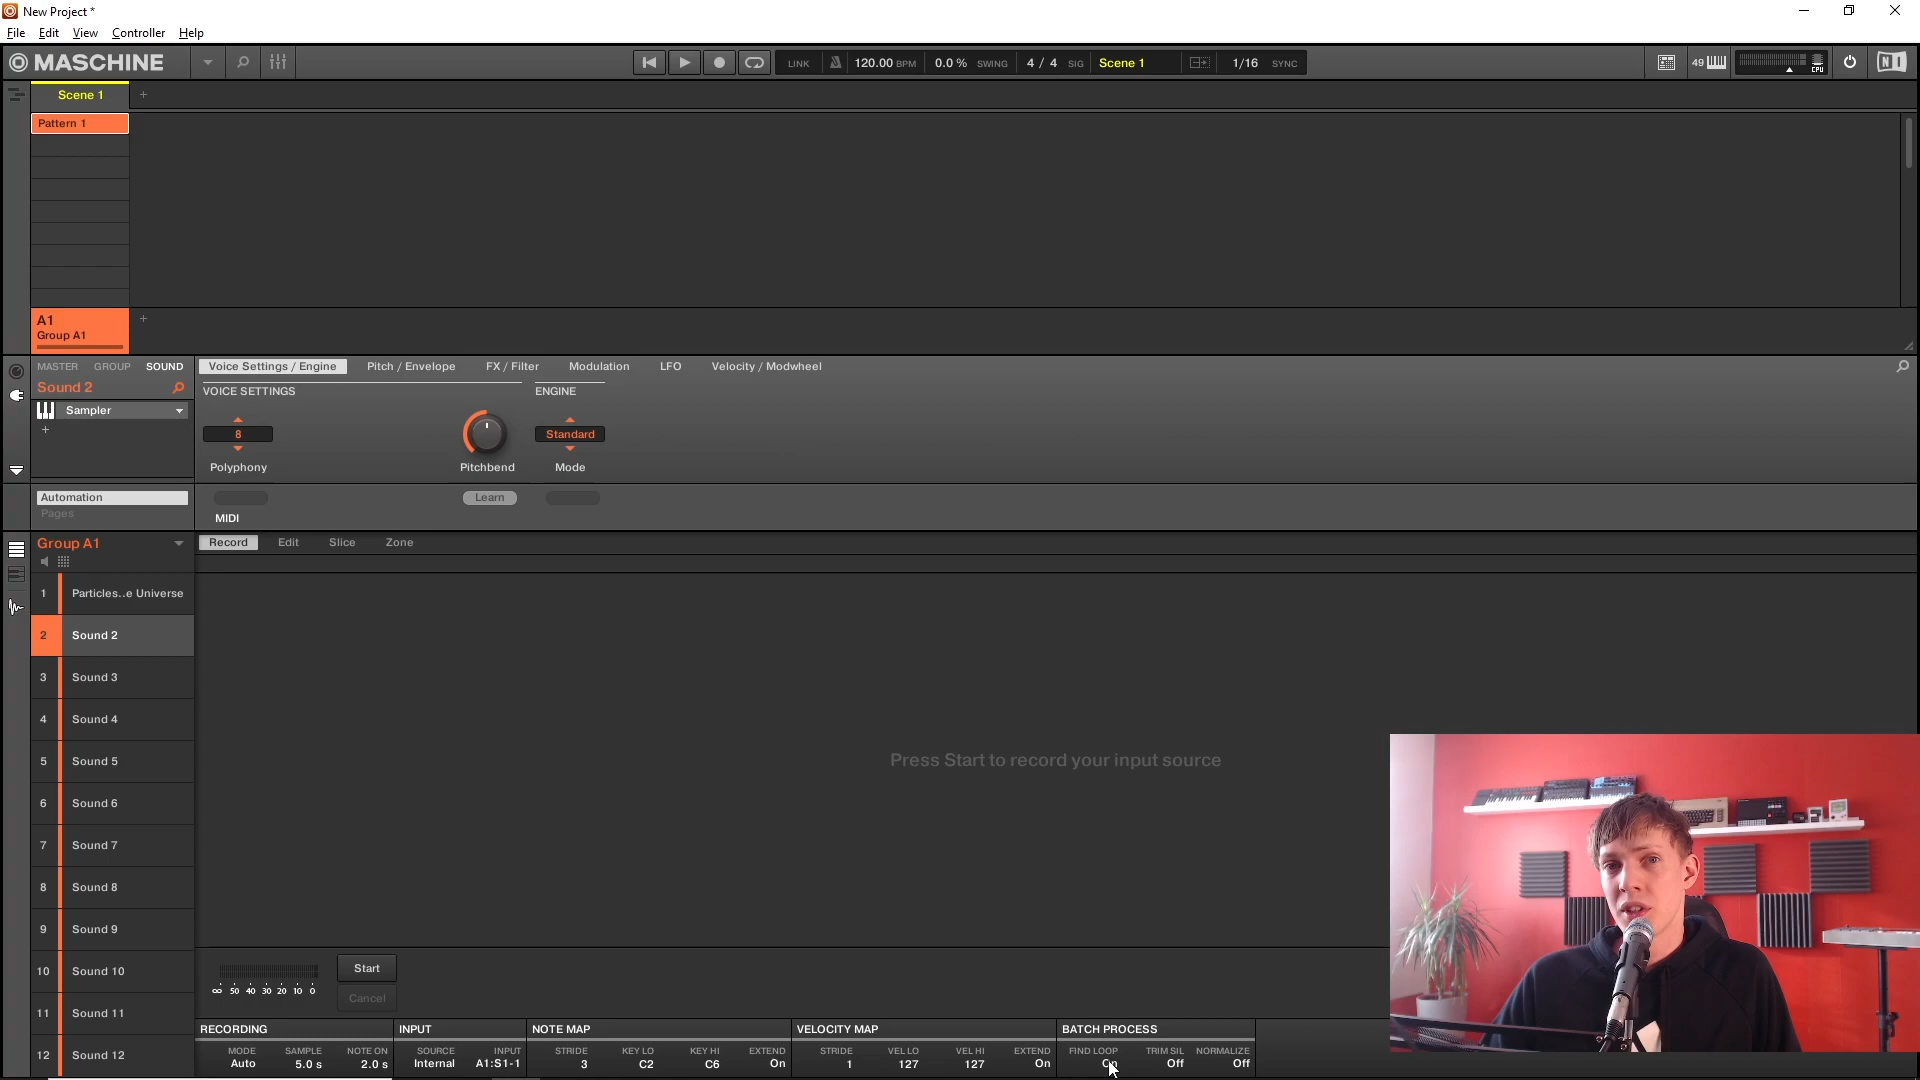 New Project *
File Edit View Controller Help
MASCHINE
LINK 120.00 BPM 0.0 % SWING 4 / 4 SIG Scene 1 1/16 SYNC
49 CPU NI
Scene 1 +
Pattern 1
A1 +
Group A1
MASTER GROUP SOUND
Sound 2
Sampler
+
Automation
Pages
Voice Settings / Engine Pitch / Envelope FX / Filter Modulation LFO Velocity / Modwheel
VOICE SETTINGS ENGINE
8 Standard
Polyphony Pitchbend Mode
Learn
MIDI
Group A1
Record Edit Slice Zone
1 Particles..e Universe
2 Sound 2
3 Sound 3
4 Sound 4
5 Sound 5
6 Sound 6
7 Sound 7
8 Sound 8
9 Sound 9
10 Sound 10
11 Sound 11
12 Sound 12
Press Start to record your input source
Start
∞ 50 40 30 20 10 0
Cancel
RECORDING INPUT NOTE MAP VELOCITY MAP BATCH PROCESS
MODE SAMPLE NOTE ON SOURCE INPUT STRIDE KEY LO KEY HI EXTEND STRIDE VEL LO VEL HI EXTEND FIND LOOP TRIM SIL NORMALIZE
Auto 5.0 s 2.0 s Internal A1:S1-1 3 C2 C6 On 1 127 127 On On Off Off